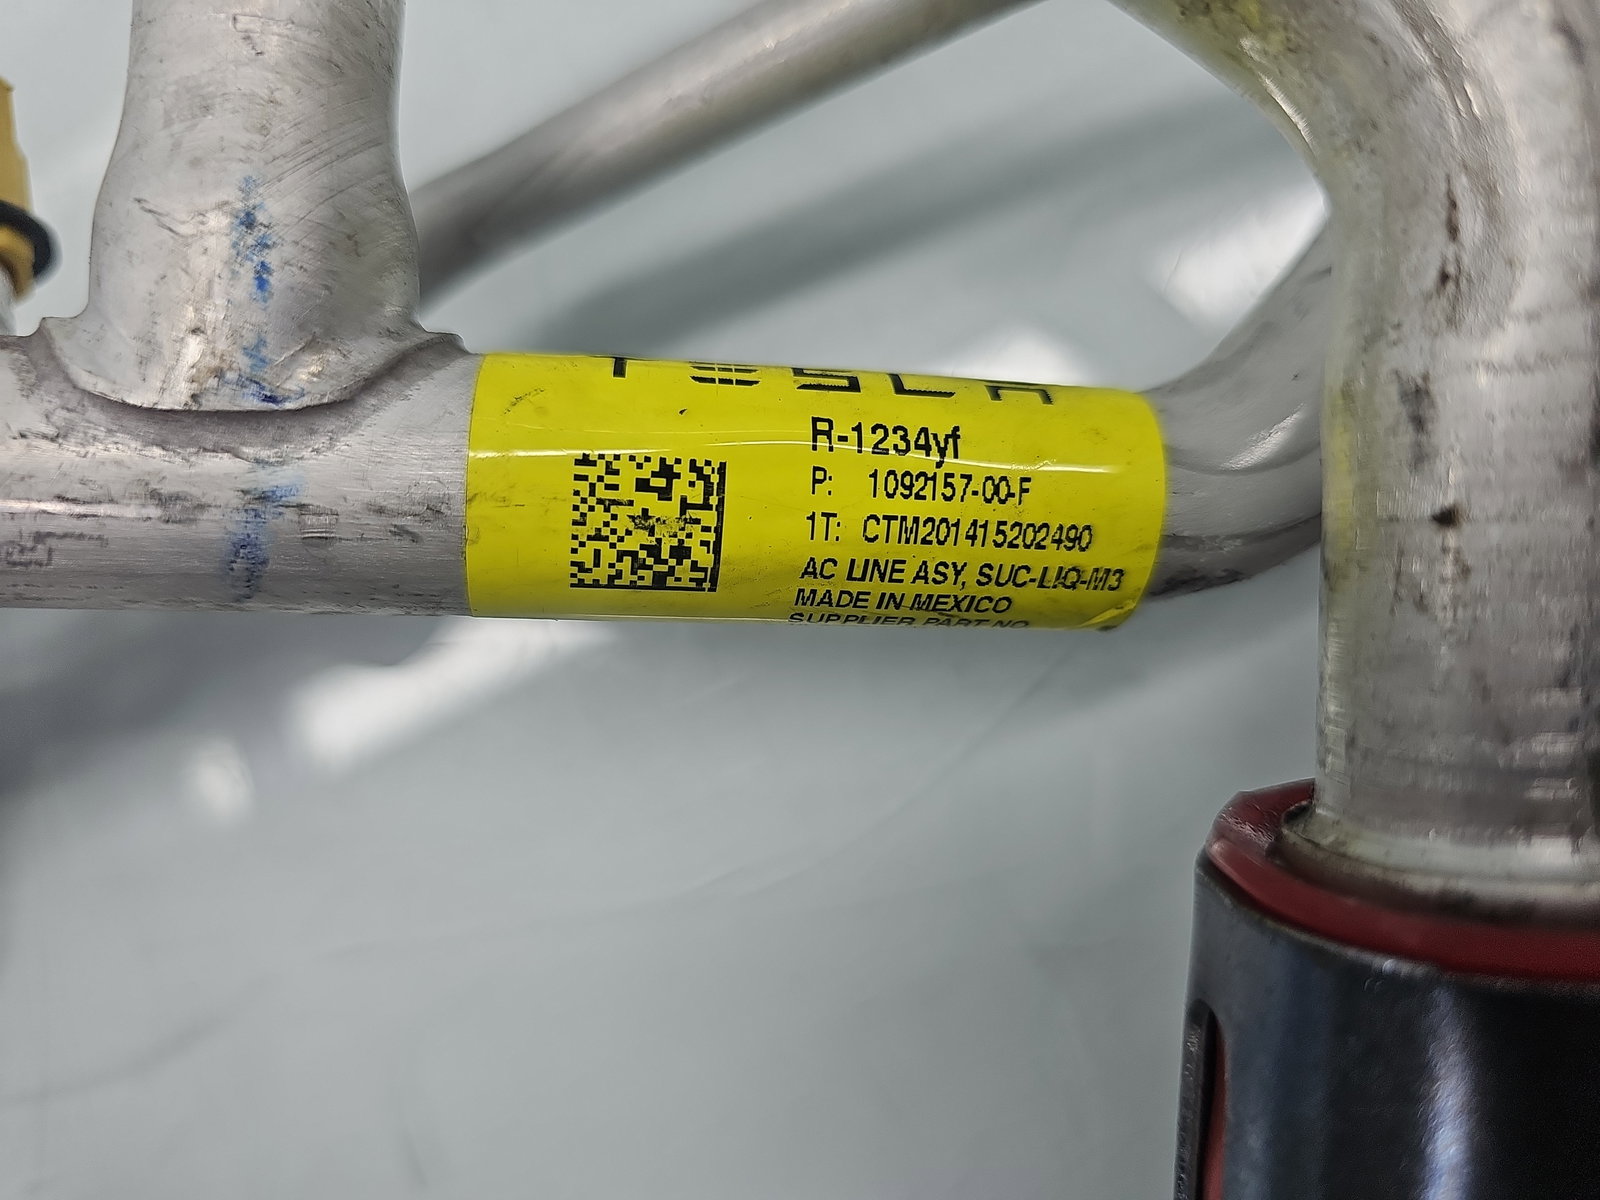 TESLA
R-1234yf
P: 1092157-00-F
1T: CTM201415202490
AC LINE ASY, SUC-LIQ-M3
MADE IN MEXICO
SUPPLIER PART NO